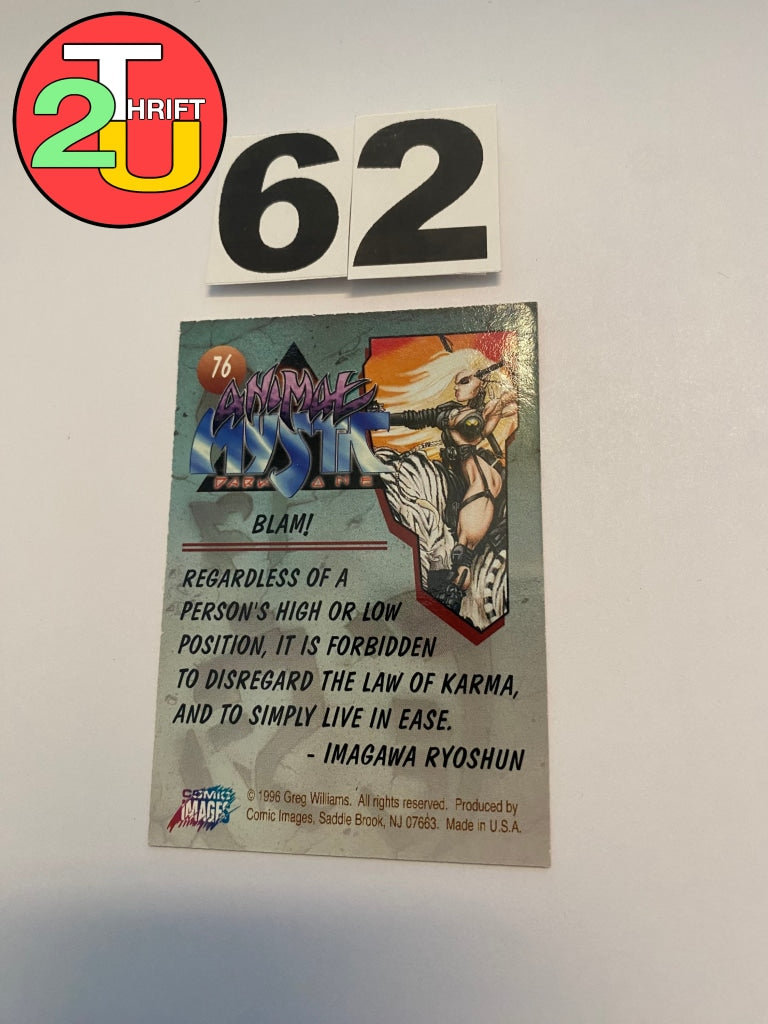 2
T
HRIFT
U
62
76
ANIMAL
MYSTIC
DARK ONE
BLAM!
REGARDLESS OF A
PERSON'S HIGH OR LOW
POSITION, IT IS FORBIDDEN
TO DISREGARD THE LAW OF KARMA,
AND TO SIMPLY LIVE IN EASE.
- IMAGAWA RYOSHUN
COMIC
IMAGES
© 1996 Greg Williams. All rights reserved. Produced by
Comic Images, Saddle Brook, NJ 07663. Made in U.S.A.